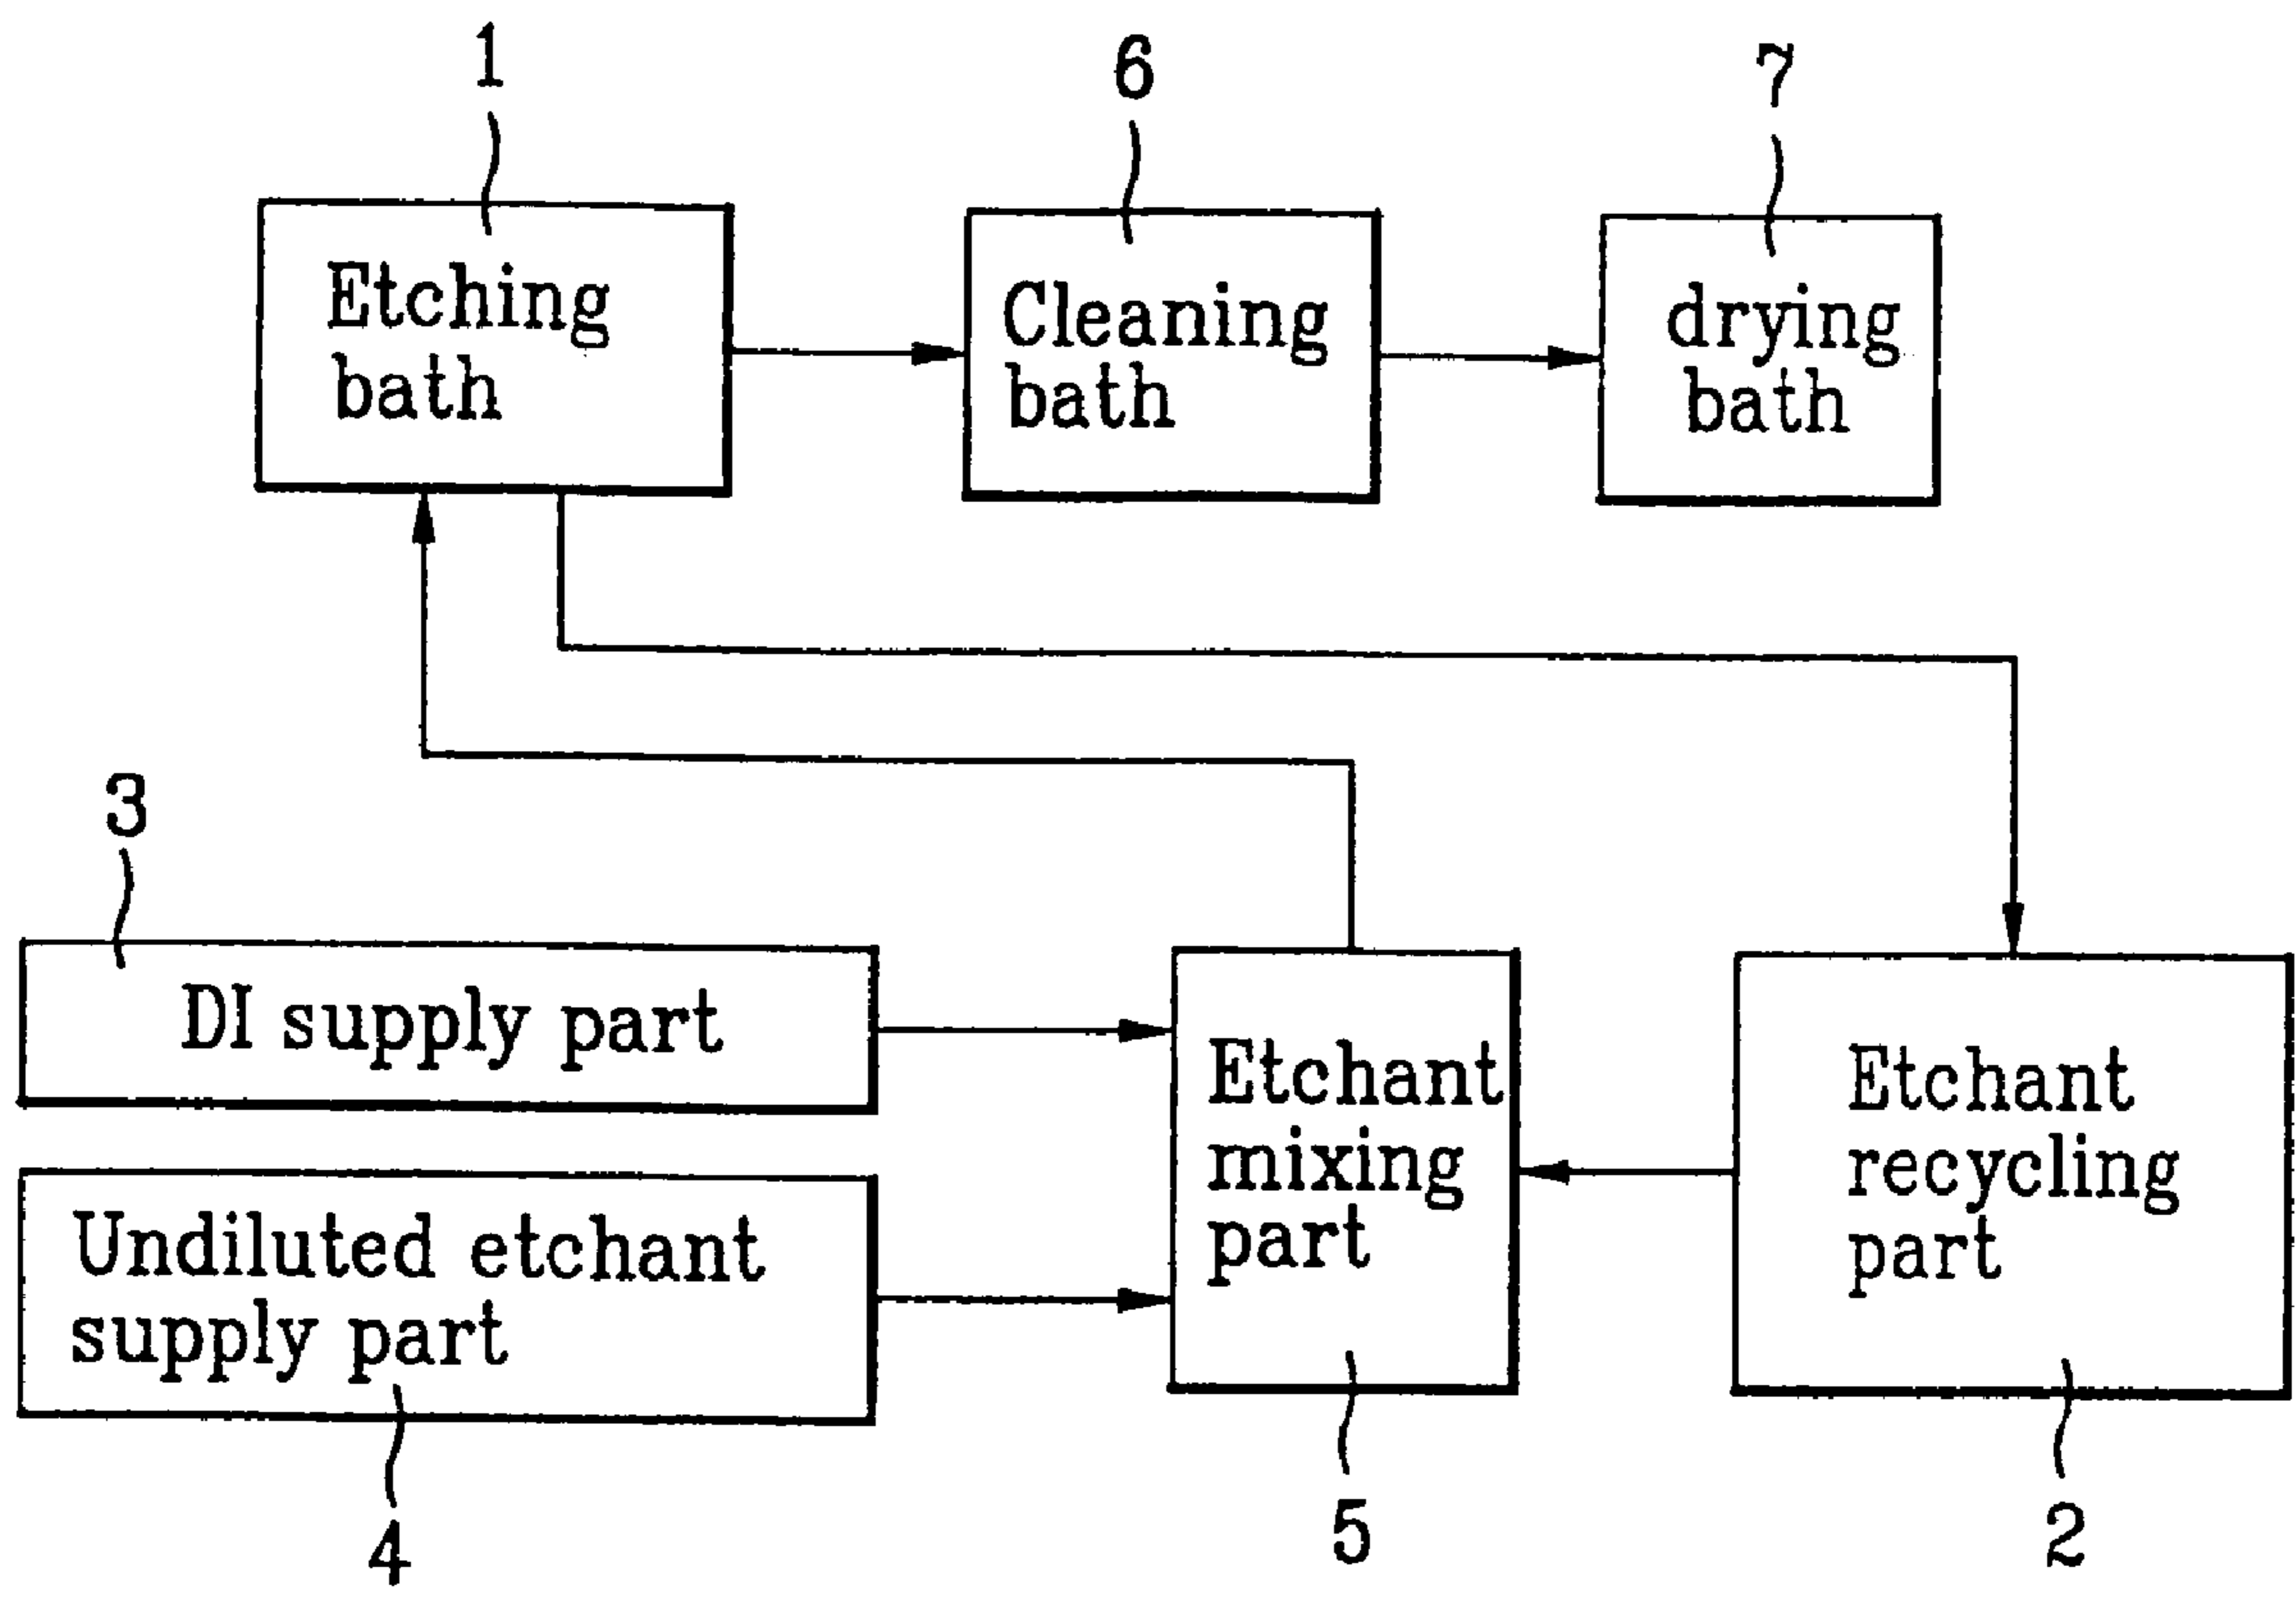 1
6
7
Etching
bath
Cleaning
bath
drying
bath
3
DI supply part
Undiluted etchant
supply part
Etchant
mixing
part
Etchant
recycling
part
4
5
2